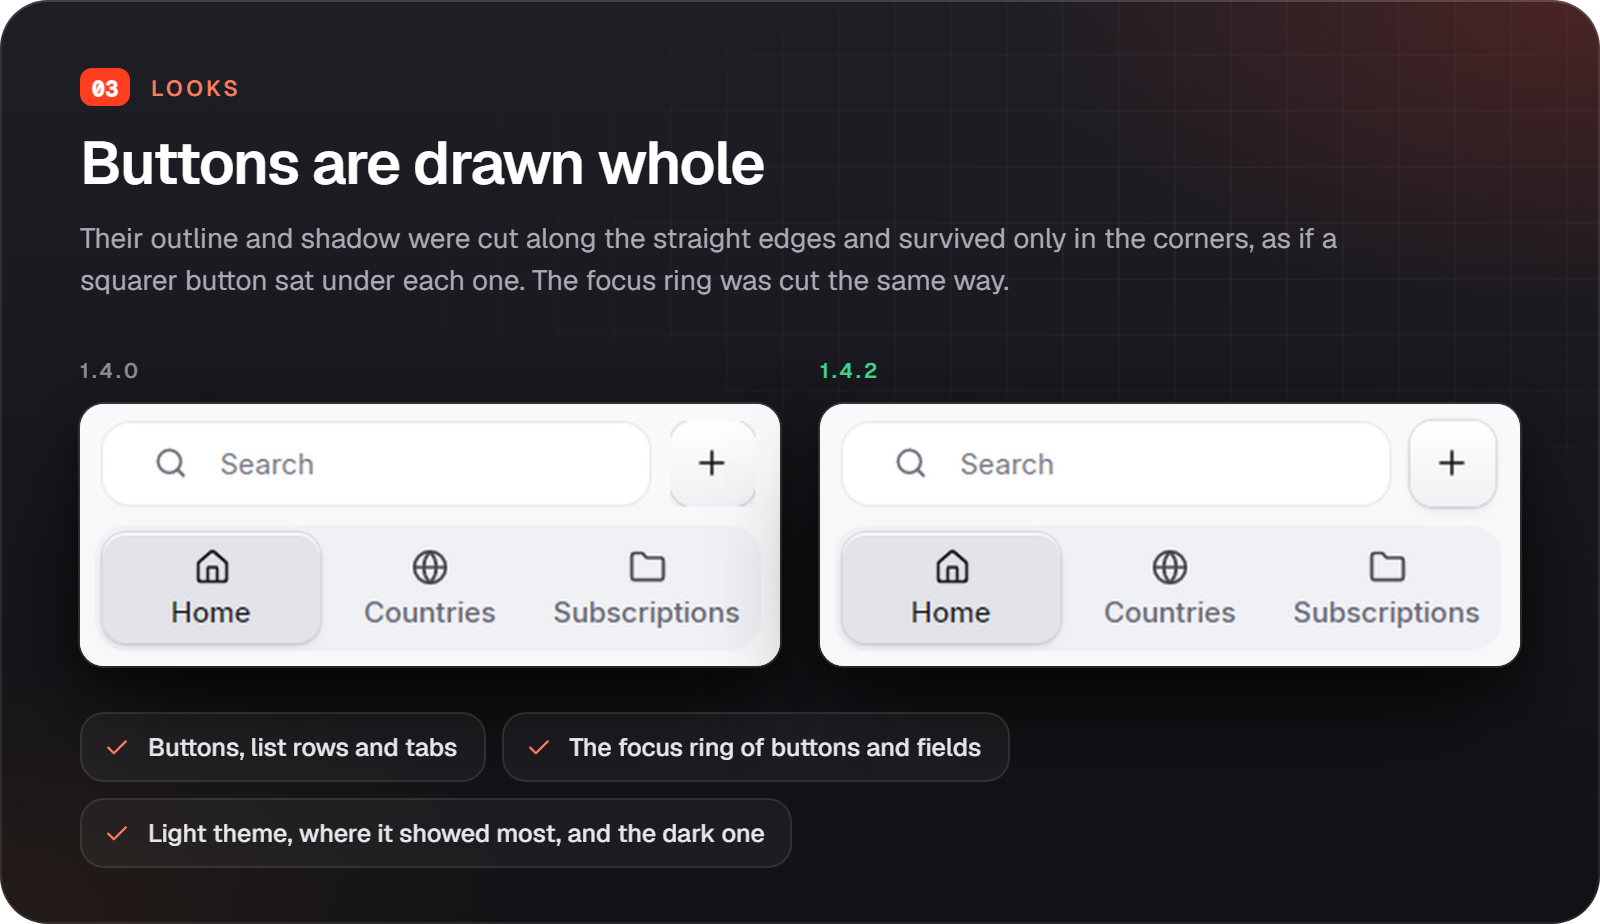 03 LOOKS
Buttons are drawn whole
Their outline and shadow were cut along the straight edges and survived only in the corners, as if a
squarer button sat under each one. The focus ring was cut the same way.
1.4.0
Search
Home Countries Subscriptions
1.4.2
Search
Home Countries Subscriptions
Buttons, list rows and tabs
The focus ring of buttons and fields
Light theme, where it showed most, and the dark one